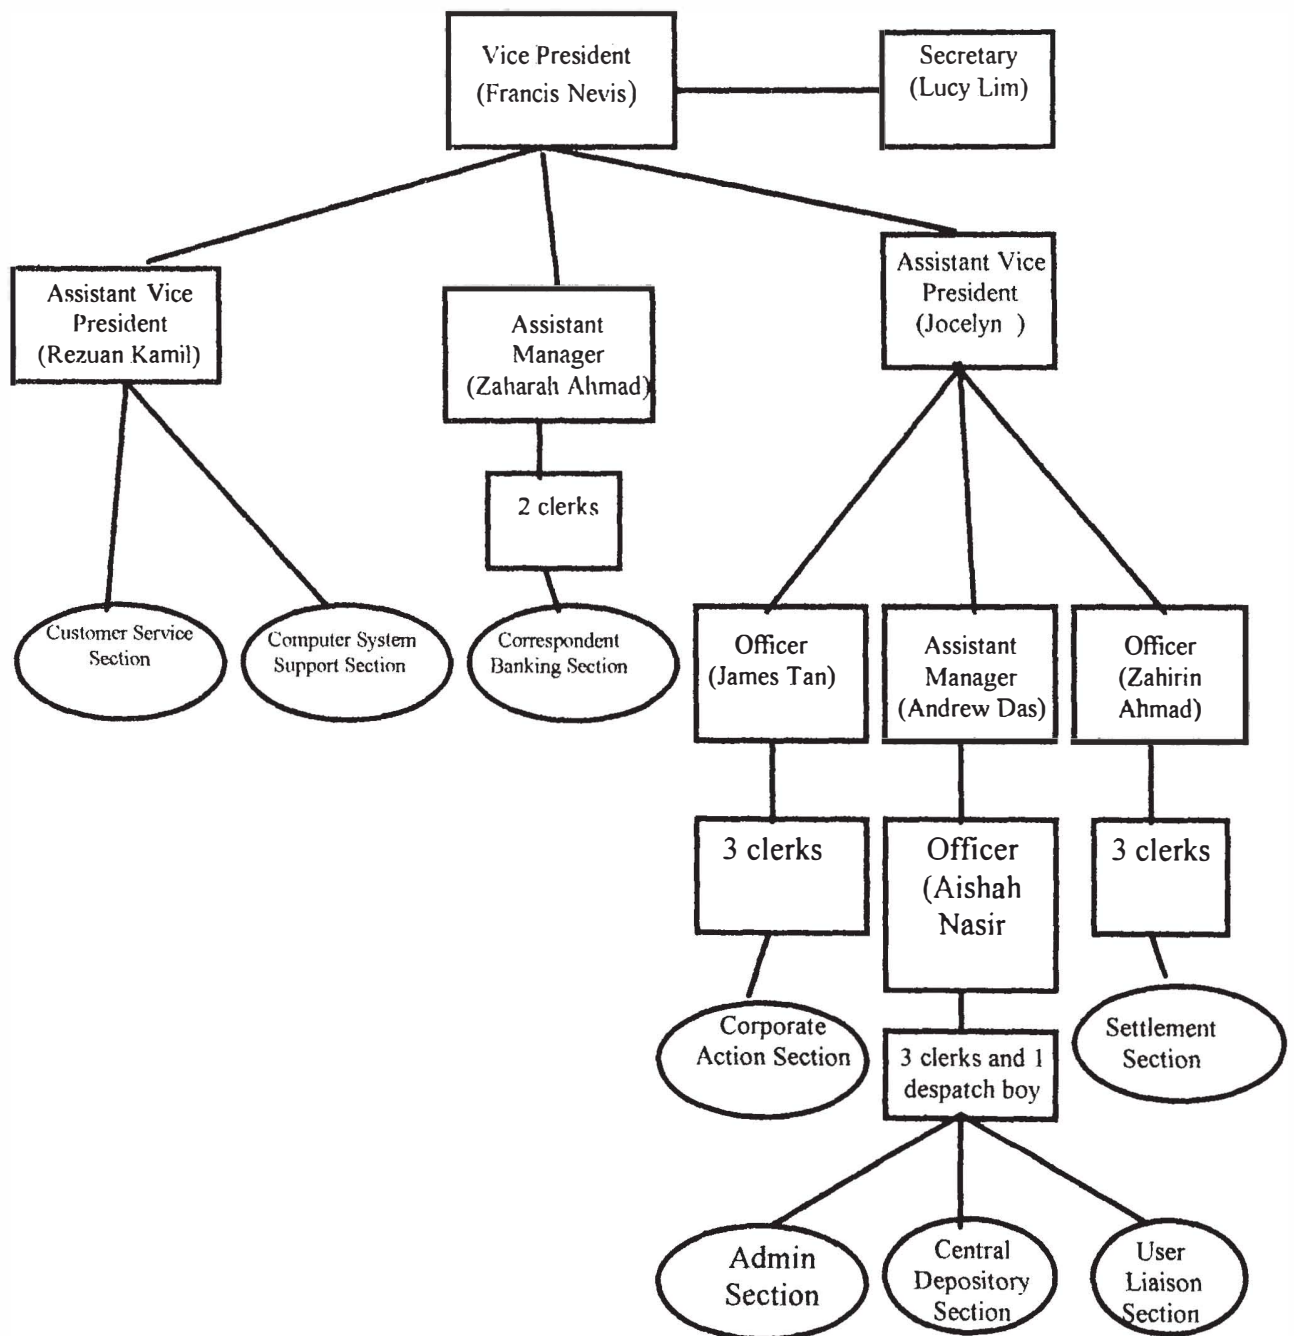 Vice President
(Francis Nevis)
Secretary
(Lucy Lim)
Assistant Vice
President
(Rezuan Kamil)
Assistant
Manager
(Zaharah Ahmad)
Assistant Vice
President
(Jocelyn )
2 clerks
Customer Service
Section
Computer System
Support Section
Correspondent
Banking Section
Officer
(James Tan)
Assistant
Manager
(Andrew Das)
Officer
(Zahirin
Ahmad)
3 clerks
Officer
(Aishah
Nasir
3 clerks
Corporate
Action Section
3 clerks and 1
despatch boy
Settlement
Section
Admin
Section
Central
Depository
Section
User
Liaison
Section